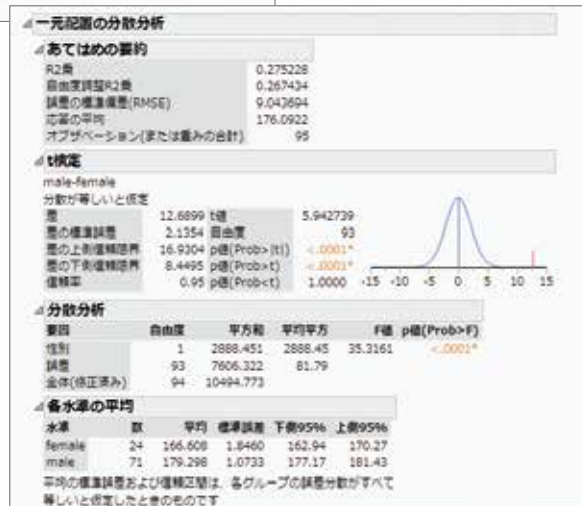 一元配置の分散分析
あてはめの要約
R2乗 0.275228
自由度調整R2乗 0.267434
誤差の標準偏差(RMSE) 9.043694
応答の平均 176.0922
オブザベーション(または重みの合計) 95
t検定
male-female
分散が等しいと仮定
差 12.6899 t値 5.942739
差の標準誤差 2.1354 自由度 93
差の上側信頼限界 16.9304 p値(Prob>|t|) <.0001*
差の下側信頼限界 8.4495 p値(Prob>t) <.0001*
信頼率 0.95 p値(Prob<t) 1.0000
-15 -10 -5 0 5 10 15
分散分析
要因 自由度 平方和 平均平方 F値 p値(Prob>F)
性別 1 2888.451 2888.45 35.3161 <.0001*
誤差 93 7606.322 81.79
全体(修正済み) 94 10494.773
各水準の平均
水準 数 平均 標準誤差 下側95% 上側95%
female 24 166.608 1.8460 162.94 170.27
male 71 179.298 1.0733 177.17 181.43
平均の標準誤差および信頼区間は、各グループの誤差分散がすべて
等しいと仮定したときのものです